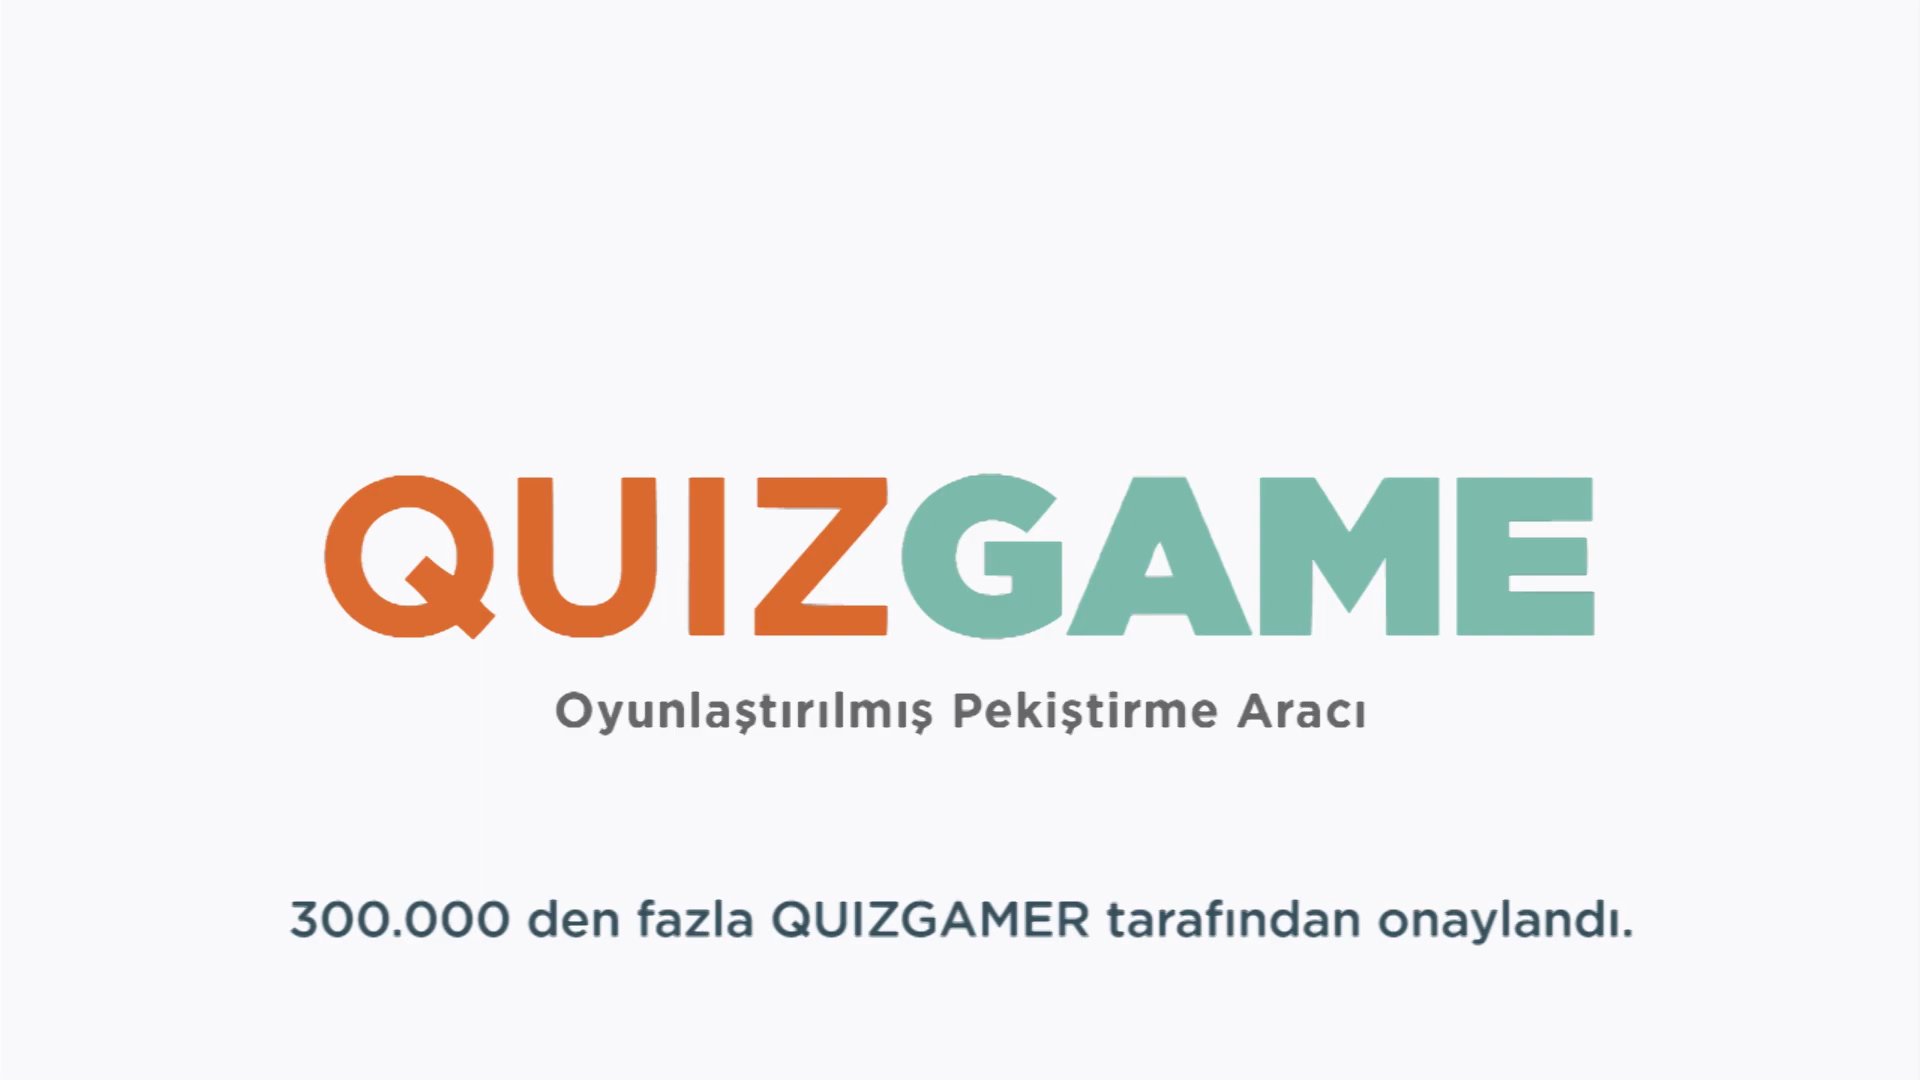 QUIZGAME
Oyunlaştırılmış Pekiştirme Aracı
300.000 den fazla QUIZGAMER tarafından onaylandı.